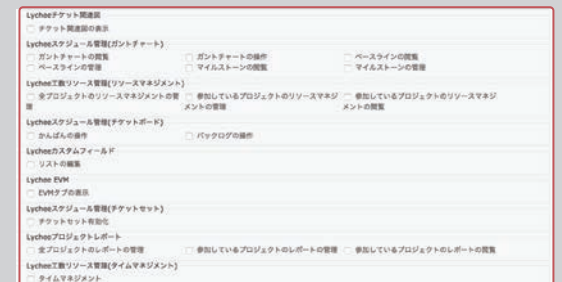 Lycheeチケット関連図
チケット関連図の表示
Lycheeスケジュール管理(ガントチャート)
ガントチャートの閲覧 ガントチャートの操作 ベースラインの閲覧
ベースラインの管理 マイルストーンの閲覧 マイルストーンの管理
Lychee工数リソース管理(リソースマネジメント)
全プロジェクトのリソースマネジメントの管理 参加しているプロジェクトのリソースマネジメントの管理 参加しているプロジェクトのリソースマネジメントの閲覧
Lycheeスケジュール管理(チケットボード)
かんばんの操作 バックログの操作
Lycheeカスタムフィールド
リストの編集
Lychee EVM
EVMタブの表示
Lycheeスケジュール管理(チケットセット)
チケットセット有効化
Lycheeプロジェクトレポート
全プロジェクトのレポートの管理 参加しているプロジェクトのレポートの管理 参加しているプロジェクトのレポートの閲覧
Lychee工数リソース管理(タイムマネジメント)
タイムマネジメント